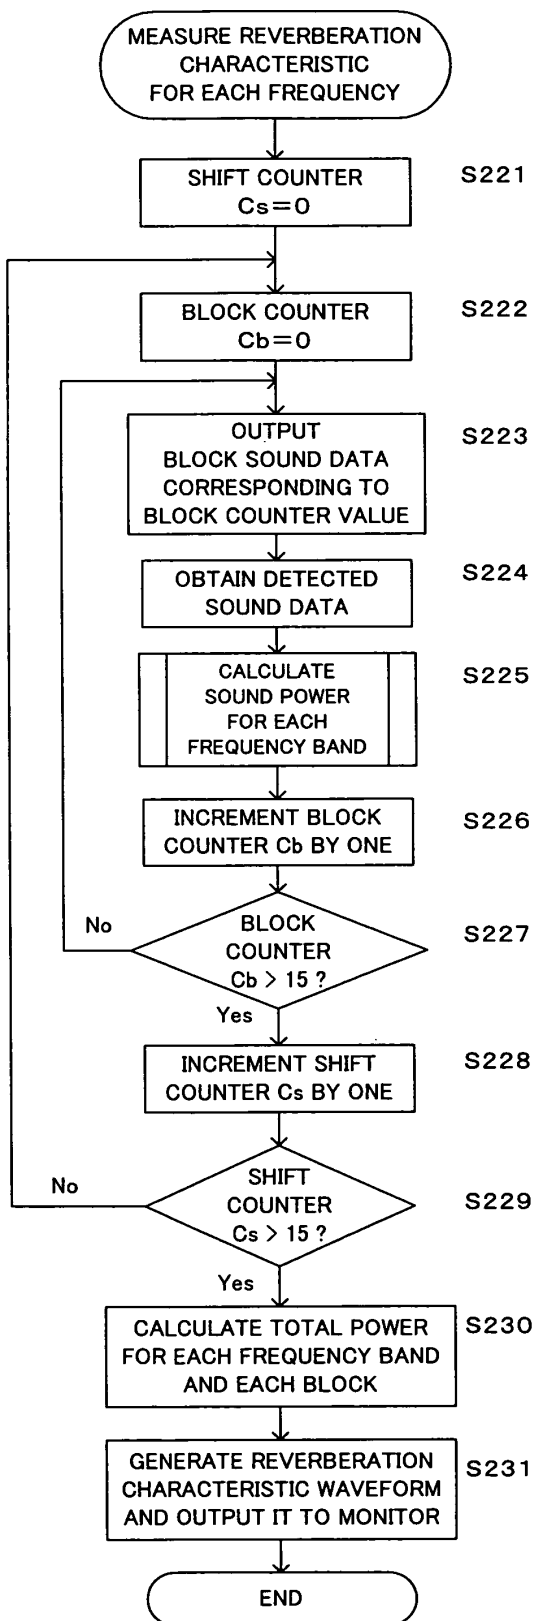 MEASURE REVERBERATION
CHARACTERISTIC
FOR EACH FREQUENCY
SHIFT COUNTER
Cs=0
S221
BLOCK COUNTER
Cb=0
S222
OUTPUT
BLOCK SOUND DATA
CORRESPONDING TO
BLOCK COUNTER VALUE
S223
OBTAIN DETECTED
SOUND DATA
S224
CALCULATE
SOUND POWER
FOR EACH
FREQUENCY BAND
S225
INCREMENT BLOCK
COUNTER Cb BY ONE
S226
BLOCK
COUNTER
Cb > 15 ?
S227
No
Yes
INCREMENT SHIFT
COUNTER Cs BY ONE
S228
SHIFT
COUNTER
Cs > 15 ?
S229
No
Yes
CALCULATE TOTAL POWER
FOR EACH FREQUENCY BAND
AND EACH BLOCK
S230
GENERATE REVERBERATION
CHARACTERISTIC WAVEFORM
AND OUTPUT IT TO MONITOR
S231
END